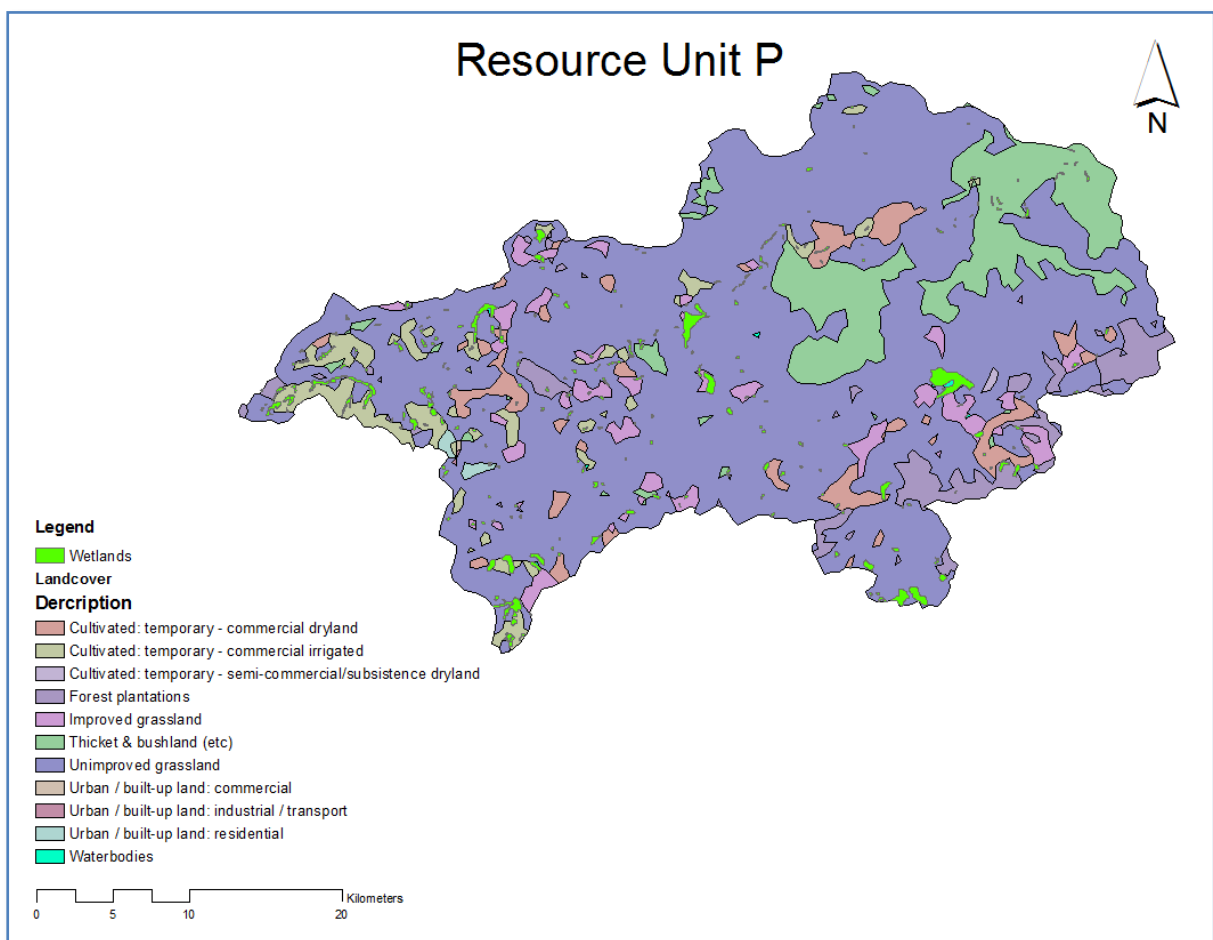 Resource Unit P
N
Legend
Wetlands
Landcover
Dercription
Cultivated: temporary - commercial dryland
Cultivated: temporary - commercial irrigated
Cultivated: temporary - semi-commercial/subsistence dryland
Forest plantations
Improved grassland
Thicket & bushland (etc)
Unimproved grassland
Urban / built-up land: commercial
Urban / built-up land: industrial / transport
Urban / built-up land: residential
Waterbodies
Kilometers
0 5 10 20